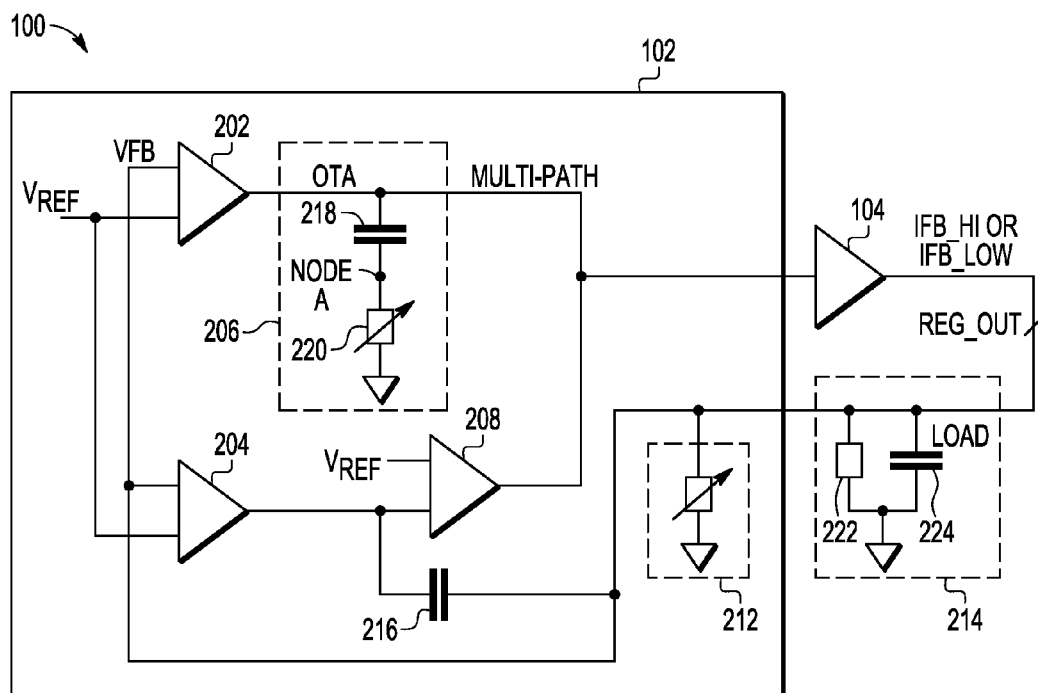 100
102
202
VFB
VREF
OTA
MULTI-PATH
218
NODE
A
220
206
104
IFB_HI OR
IFB_LOW
REG_OUT
204
208
VREF
LOAD
222
224
216
212
214